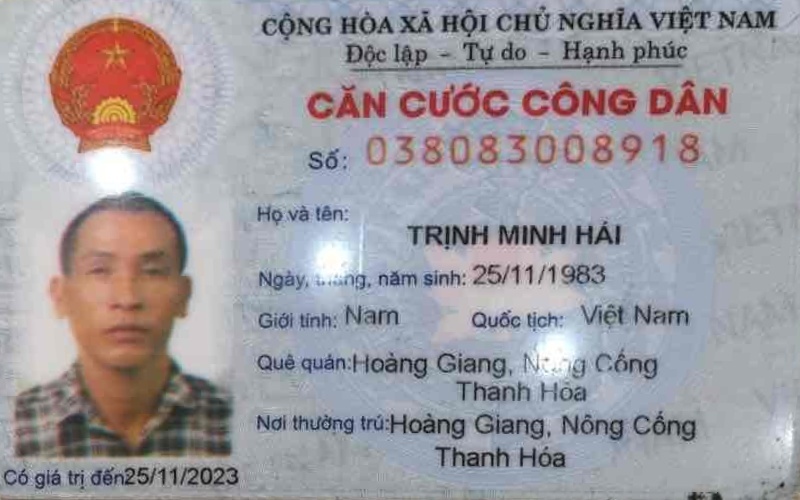 CỘNG HÒA XÃ HỘI CHỦ NGHĨA VIỆT NAM
Độc lập - Tự do - Hạnh phúc
CĂN CƯỚC CÔNG DÂN
Số: 038083008918
Họ và tên:
TRỊNH MINH HẢI
Ngày, tháng, năm sinh: 25/11/1983
Giới tính: Nam Quốc tịch: Việt Nam
Quê quán: Hoàng Giang, Nông Cống
Thanh Hóa
Nơi thường trú: Hoàng Giang, Nông Cống
Thanh Hóa
Có giá trị đến 25/11/2023